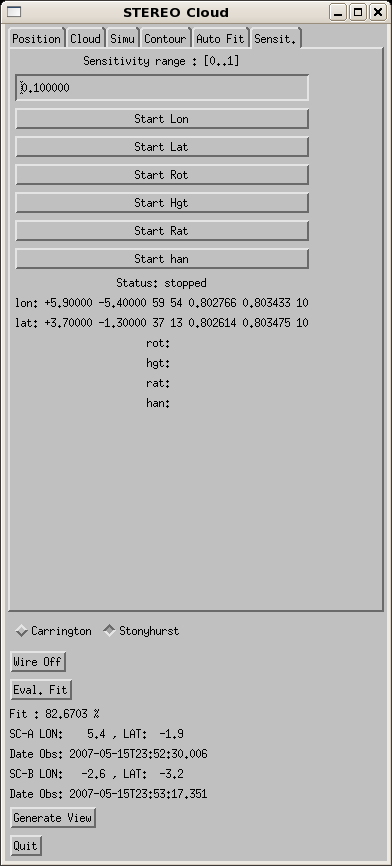 STEREO Cloud
Position Cloud Simu Contour Auto Fit Sensit.
Sensitivity range : [0..1]
0.100000
Start Lon
Start Lat
Start Rot
Start Hgt
Start Rat
Start han
Status: stopped
lon: +5.90000 -5.40000 59 54 0.802766 0.803433 10
lat: +3.70000 -1.30000 37 13 0.802614 0.803475 10
rot:
hgt:
rat:
han:
Carrington Stonyhurst
Wire Off
Eval. Fit
Fit : 82.6703 %
SC-A LON: 5.4 , LAT: -1.9
Date Obs: 2007-05-15T23:52:30.006
SC-B LON: -2.6 , LAT: -3.2
Date Obs: 2007-05-15T23:53:17.351
Generate View
Quit